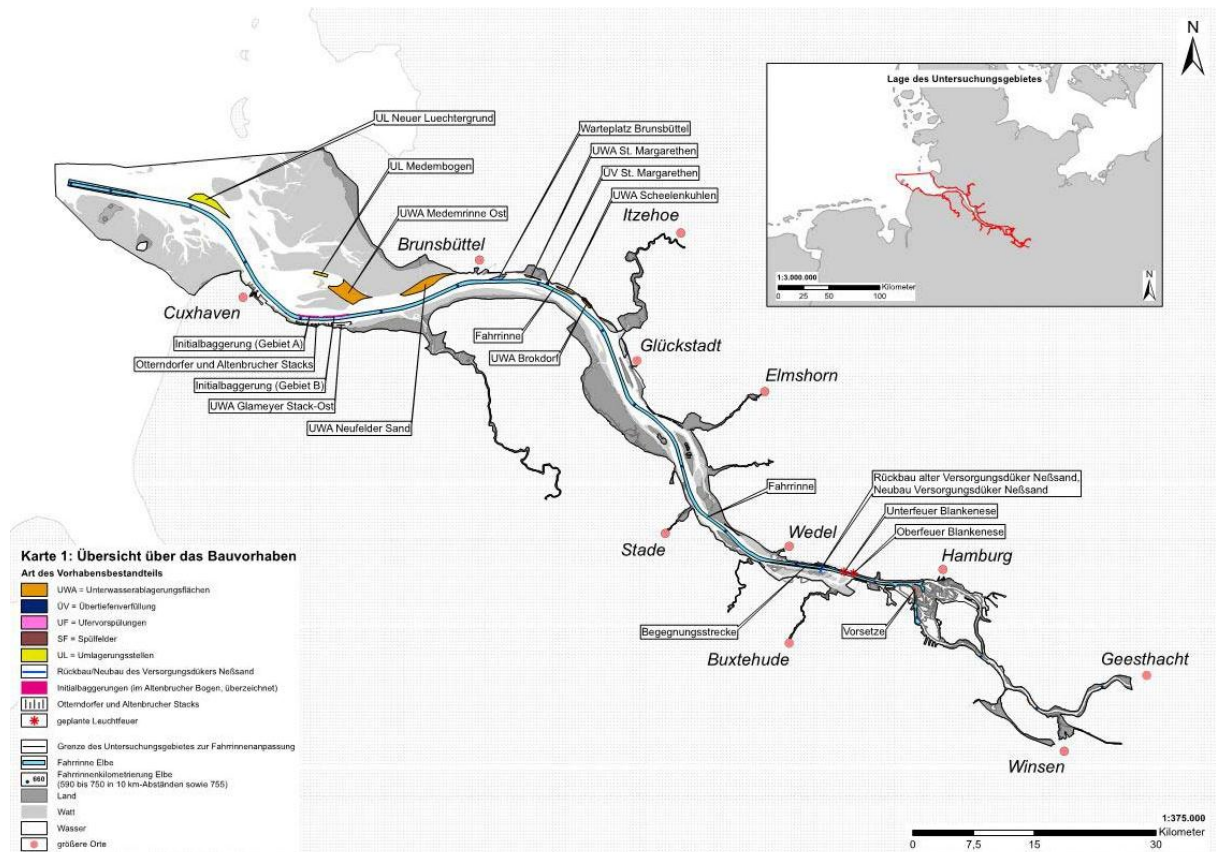 N
Lage des Untersuchungsgebietes
1:3.000.000
Kilometer
0 25 50 100
N
UL Neuer Luechtergrund
UL Medembogen
UWA Medemrinne Ost
Brunsbüttel
Warteplatz Brunsbüttel
UWA St. Margarethen
ÜV St. Margarethen
UWA Scheelenkuhlen
Itzehoe
Cuxhaven
Initialbaggerung (Gebiet A)
Otterndorfer und Altenbrucher Stacks
Initialbaggerung (Gebiet B)
UWA Glameyer Stack-Ost
UWA Neufelder Sand
Fahrrinne
UWA Brokdorf
Glückstadt
Elmshorn
Fahrrinne
Rückbau alter Versorgungsdüker Neßsand,
Neubau Versorgungsdüker Neßsand
Unterfeuer Blankenese
Oberfeuer Blankenese
Stade
Wedel
Hamburg
Begegnungsstrecke
Vorsetze
Buxtehude
Geesthacht
Winsen
Karte 1: Übersicht über das Bauvorhaben
Art des Vorhabensbestandteils
UWA = Unterwasserablagerungsflächen
ÜV = Übertiefenverfüllung
UF = Ufervorspülungen
SF = Spülfelder
UL = Umlagerungsstellen
Rückbau/Neubau des Versorgungsdükers Neßsand
Initialbaggerungen (im Altenbrucher Bogen, überzeichnet)
Otterndorfer und Altenbrucher Stacks
geplante Leuchtfeuer
Grenze des Untersuchungsgebietes zur Fahrrinnenanpassung
Fahrrinne Elbe
660 Fahrrinnenkilometrierung Elbe
(590 bis 750 in 10 km-Abständen sowie 755)
Land
Watt
Wasser
größere Orte
1:375.000
Kilometer
0 7,5 15 30